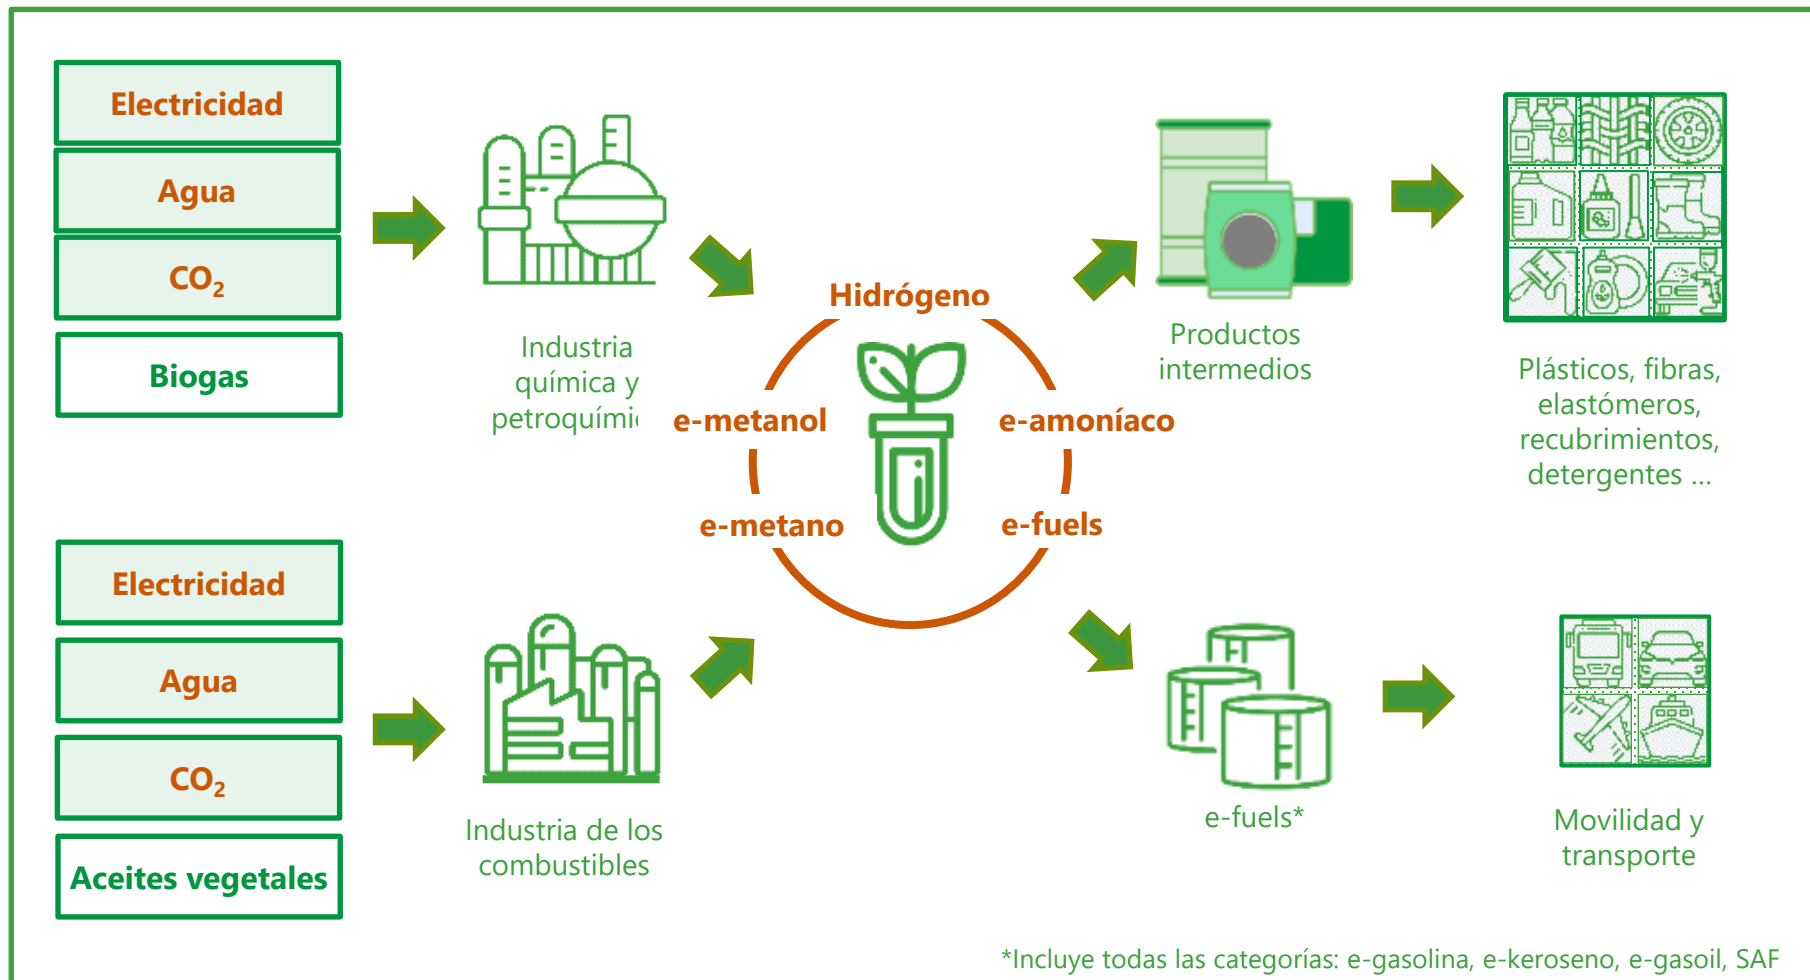 Electricidad
Agua
CO₂
Biogas
Industria
química y
petroquími
Hidrógeno
e-metanol
e-amoníaco
e-metano
e-fuels
Productos
intermedios
Plásticos, fibras,
elastómeros,
recubrimientos,
detergentes ...
Electricidad
Agua
CO₂
Aceites vegetales
Industria de los
combustibles
e-fuels*
Movilidad y
transporte
*Incluye todas las categorías: e-gasolina, e-keroseno, e-gasoil, SAF